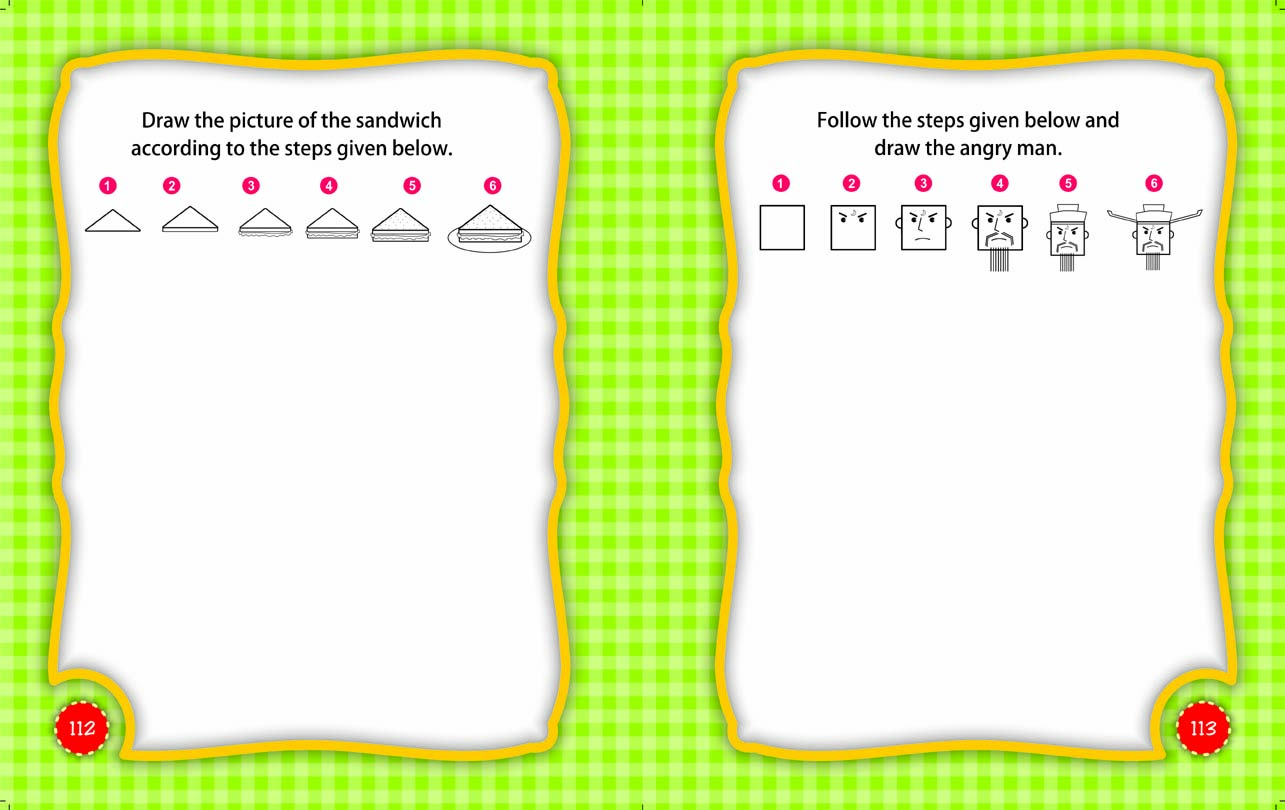 Draw the picture of the sandwich
according to the steps given below.
1 2 3 4 5 6
112
Follow the steps given below and
draw the angry man.
1 2 3 4 5 6
113